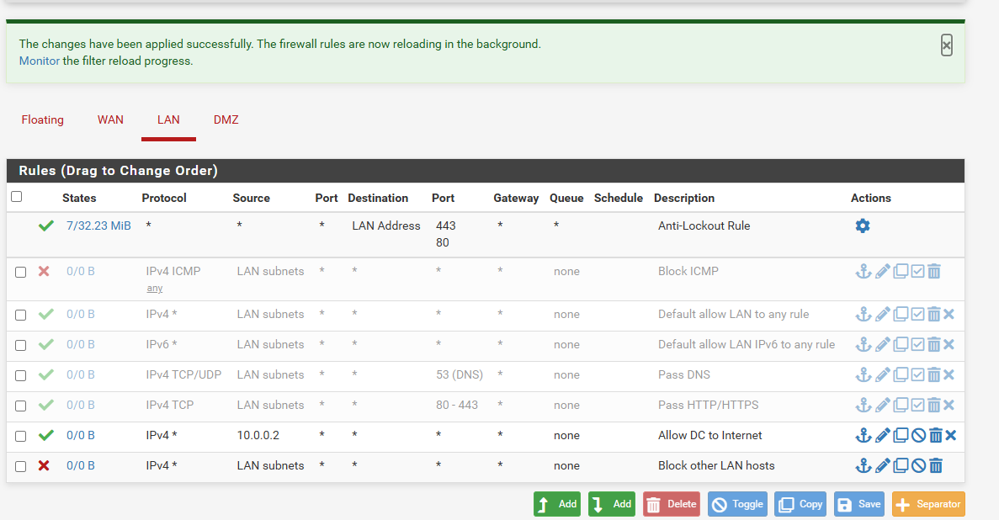 The changes have been applied successfully. The firewall rules are now reloading in the background.
Monitor the filter reload progress.
Floating WAN LAN DMZ
Rules (Drag to Change Order)
States Protocol Source Port Destination Port Gateway Queue Schedule Description Actions
7/32.23 MiB * * * LAN Address 443 * * Anti-Lockout Rule
80
0/0 B IPv4 ICMP LAN subnets * * * * none Block ICMP
any
0/0 B IPv4 * LAN subnets * * * * none Default allow LAN to any rule
0/0 B IPv6 * LAN subnets * * * * none Default allow LAN IPv6 to any rule
0/0 B IPv4 TCP/UDP LAN subnets * * 53 (DNS) * none Pass DNS
0/0 B IPv4 TCP LAN subnets * * 80 - 443 * none Pass HTTP/HTTPS
0/0 B IPv4 * 10.0.0.2 * * * * none Allow DC to Internet
0/0 B IPv4 * LAN subnets * * * * none Block other LAN hosts
Add Add Delete Toggle Copy Save Separator